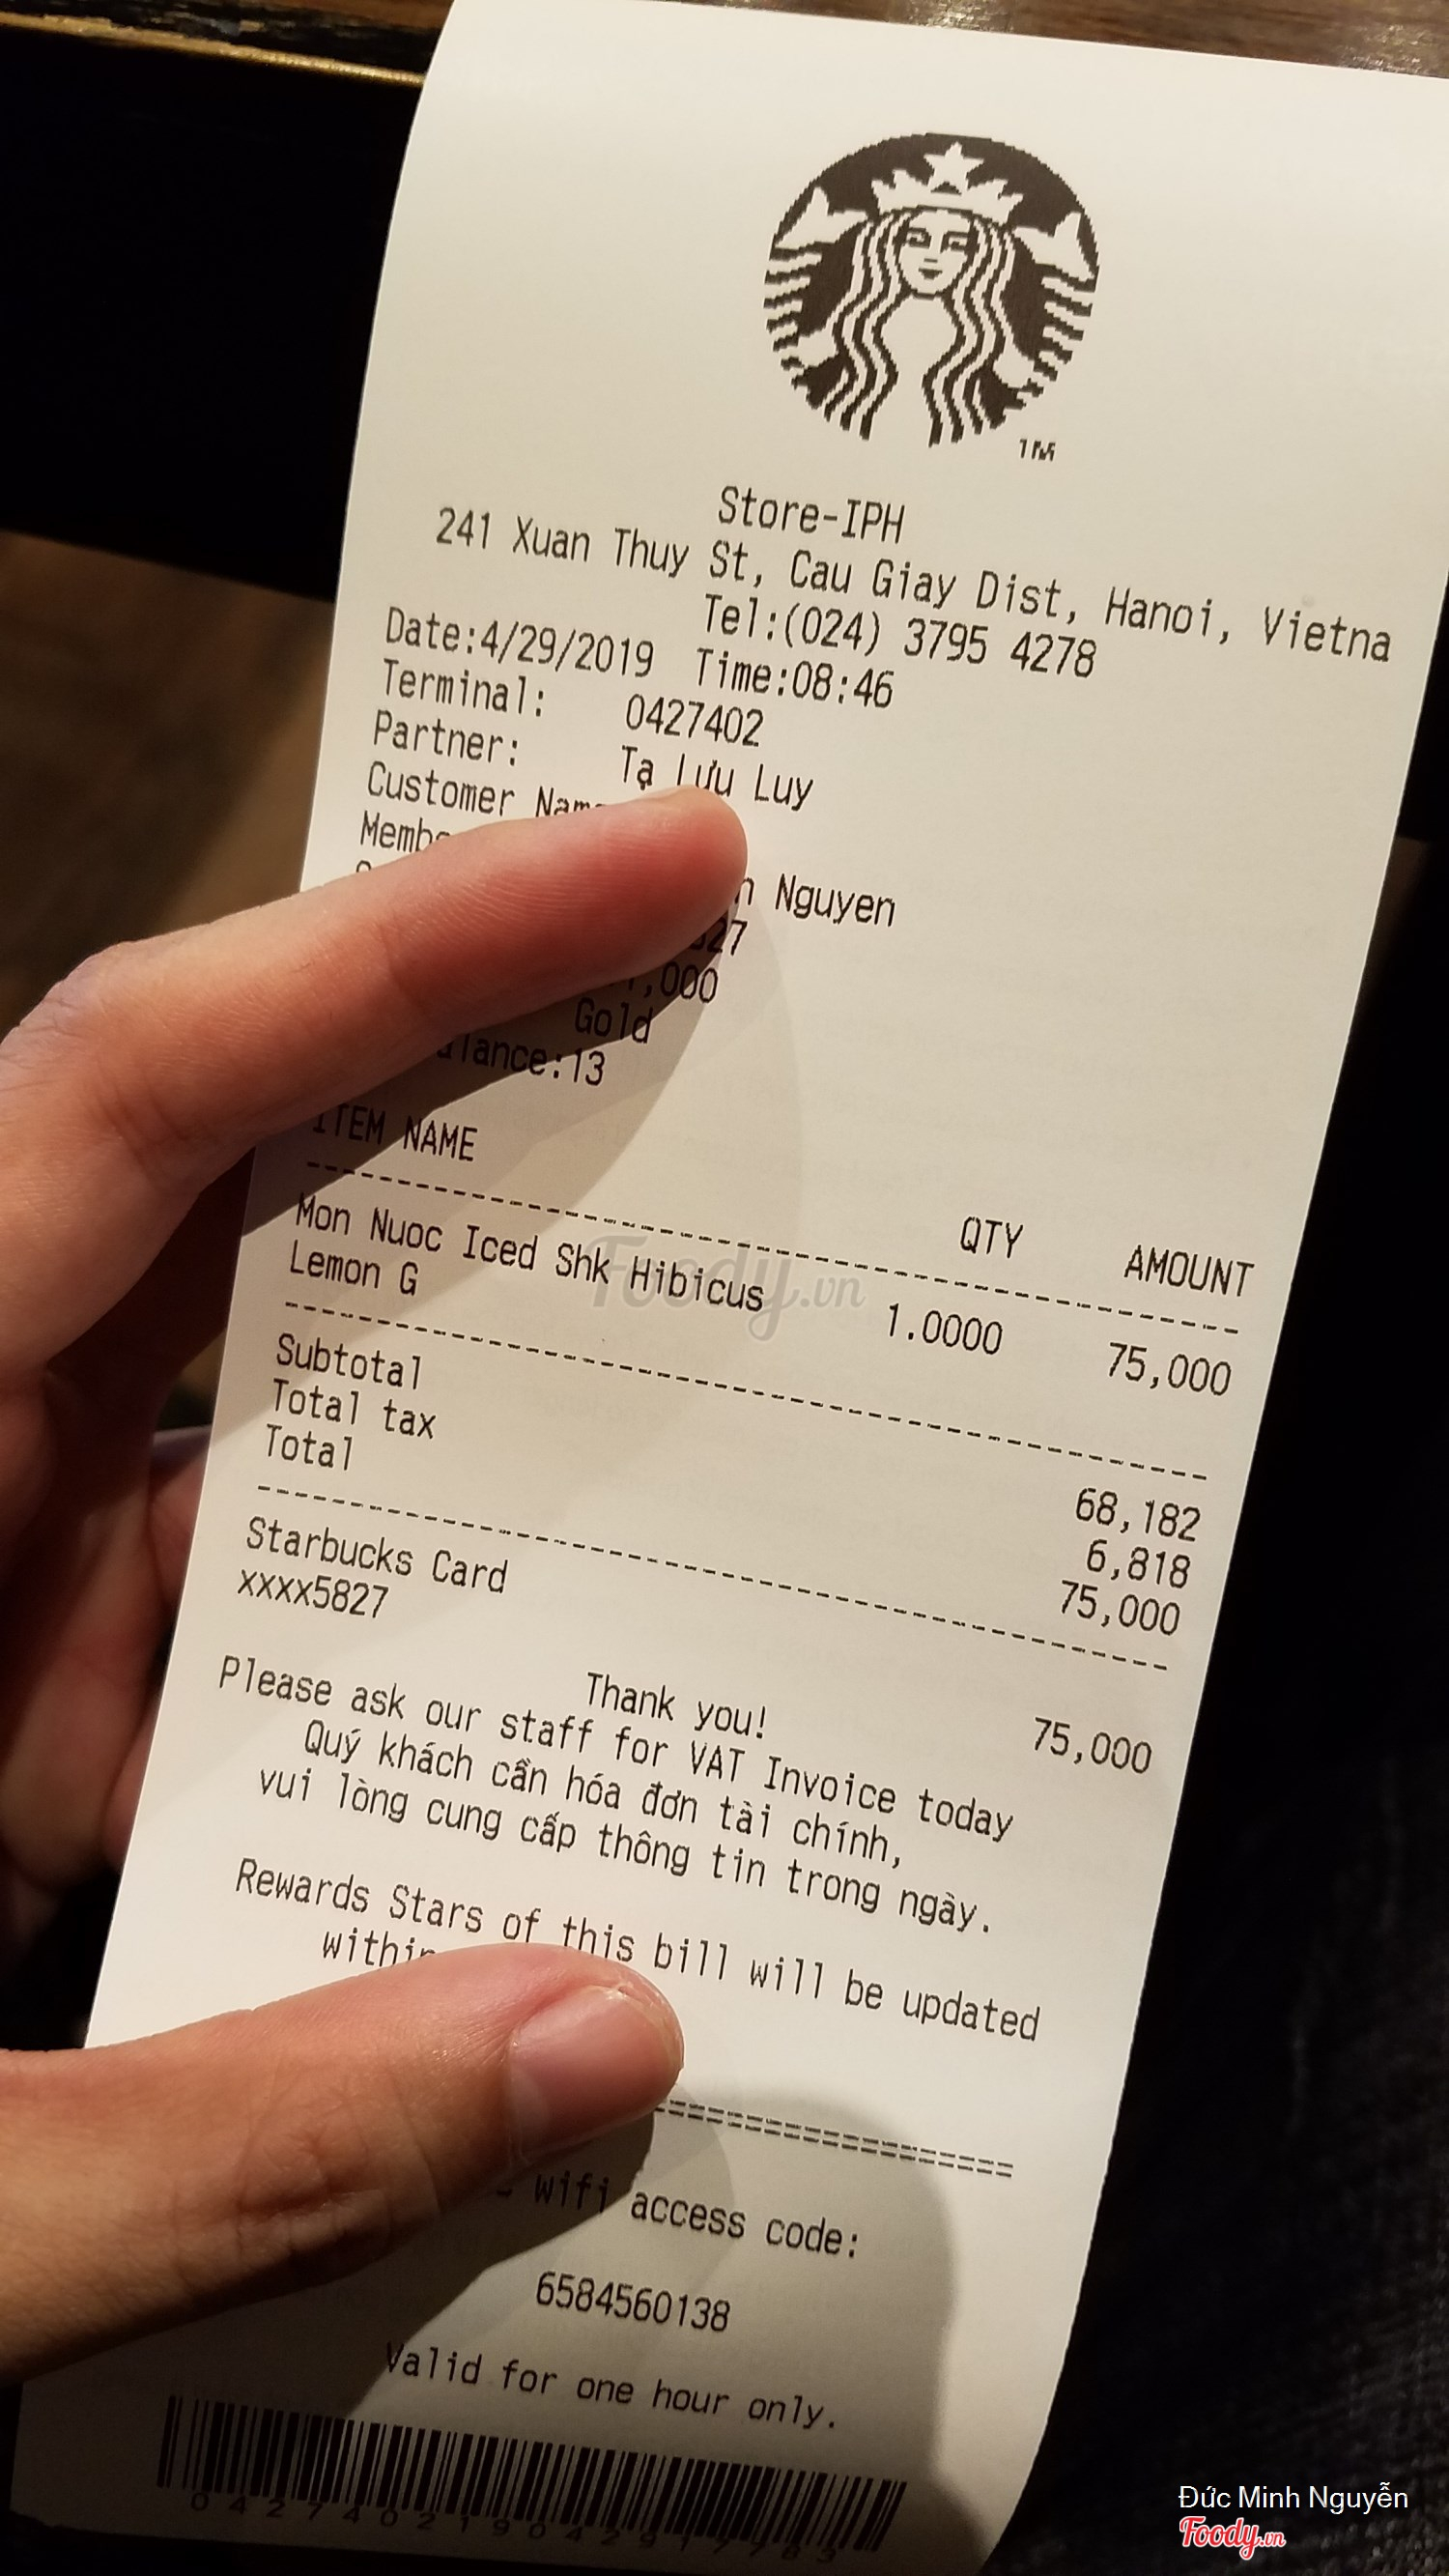 TM
Store-IPH
241 Xuan Thuy St, Cau Giay Dist, Hanoi, Vietna
Tel:(024) 3795 4278
Date:4/29/2019 Time:08:46
Terminal: 0427402
Partner: Tạ Lưu Luy
Customer
Nguyen
,000
Gold
:13
ITEM NAME QTY AMOUNT
Mon Nuoc Iced Shk Hibicus 1.0000 75,000
Lemon G
Subtotal 68,182
Total tax 6,818
Total 75,000
Starbucks Card 75,000
xxxx5827
Thank you!
Please ask our staff for VAT Invoice today
Quý khách cần hóa đơn tài chính,
vui lòng cung cấp thông tin trong ngày.
Rewards Stars of this bill will be updated
wifi access code:
6584560138
Valid for one hour only.
Foody.vn
Đức Minh Nguyễn
Foody.vn